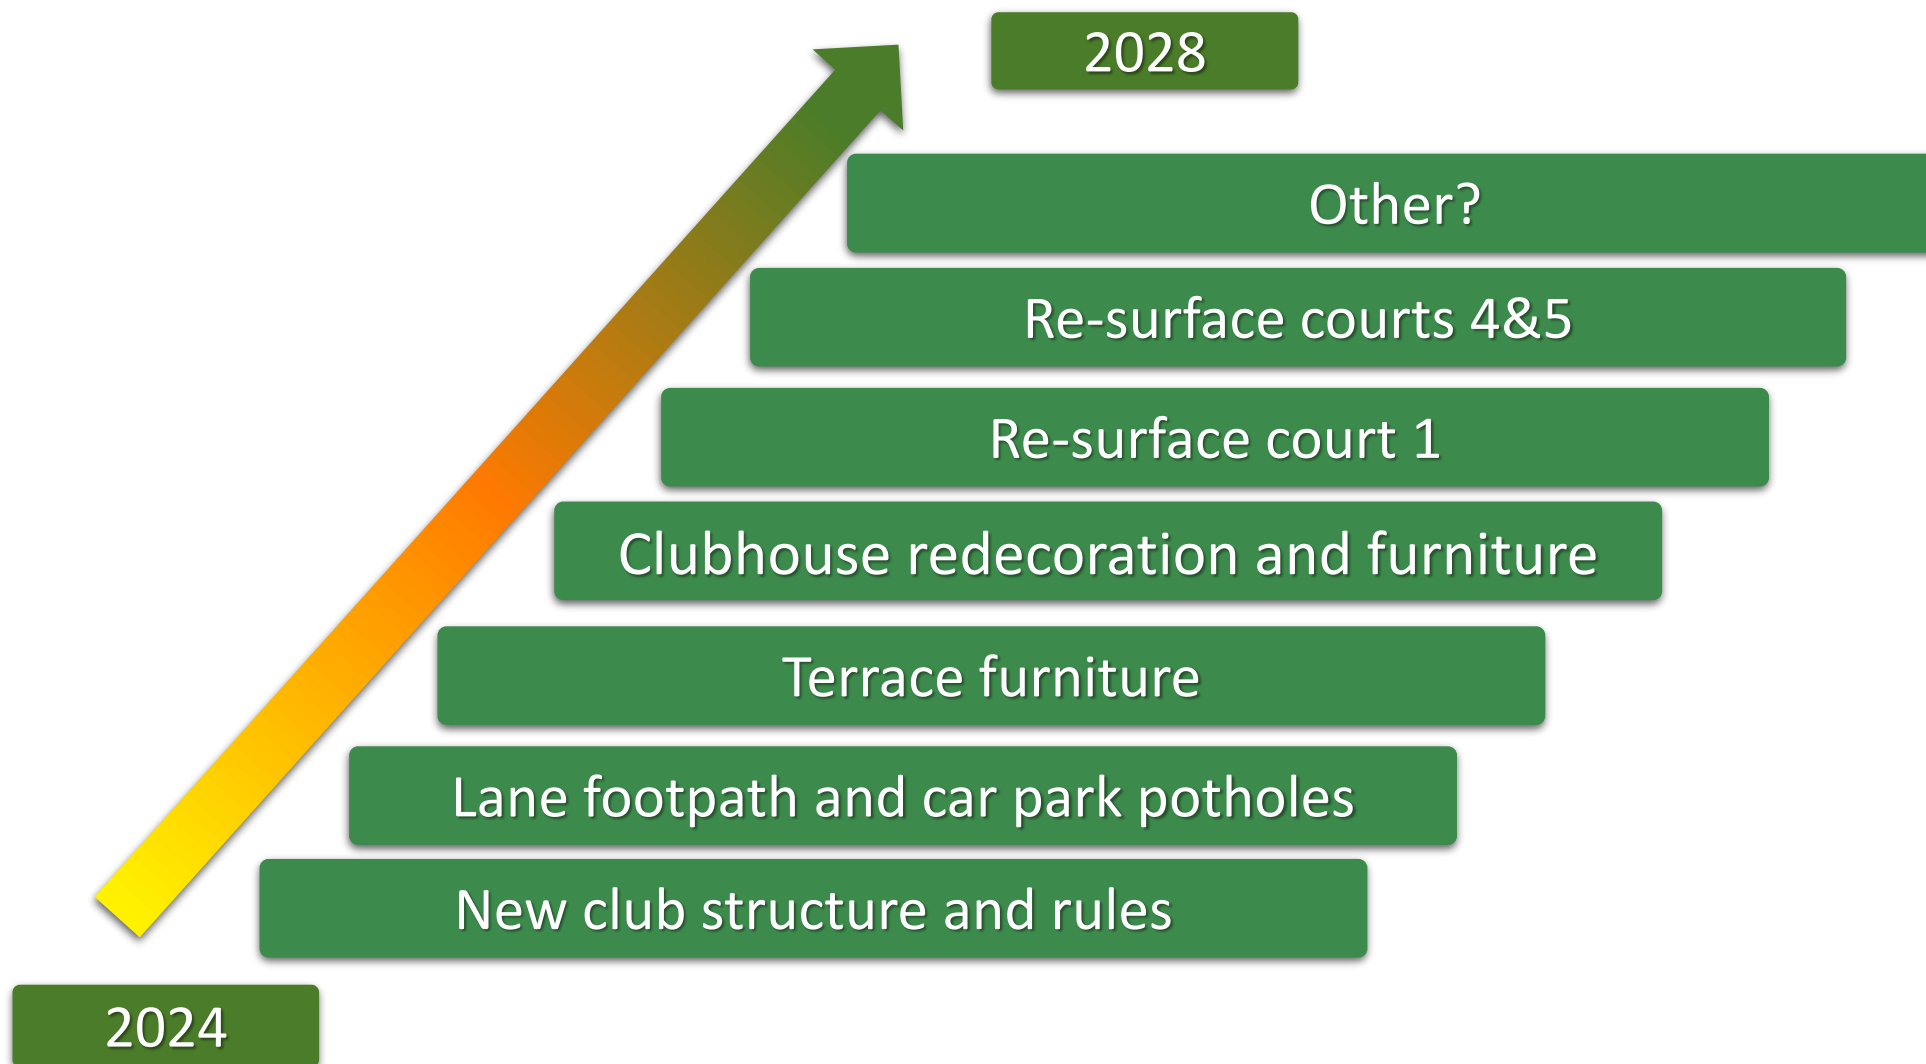 2028
Other?
Re-surface courts 4&5
Re-surface court 1
Clubhouse redecoration and furniture
Terrace furniture
Lane footpath and car park potholes
New club structure and rules
2024